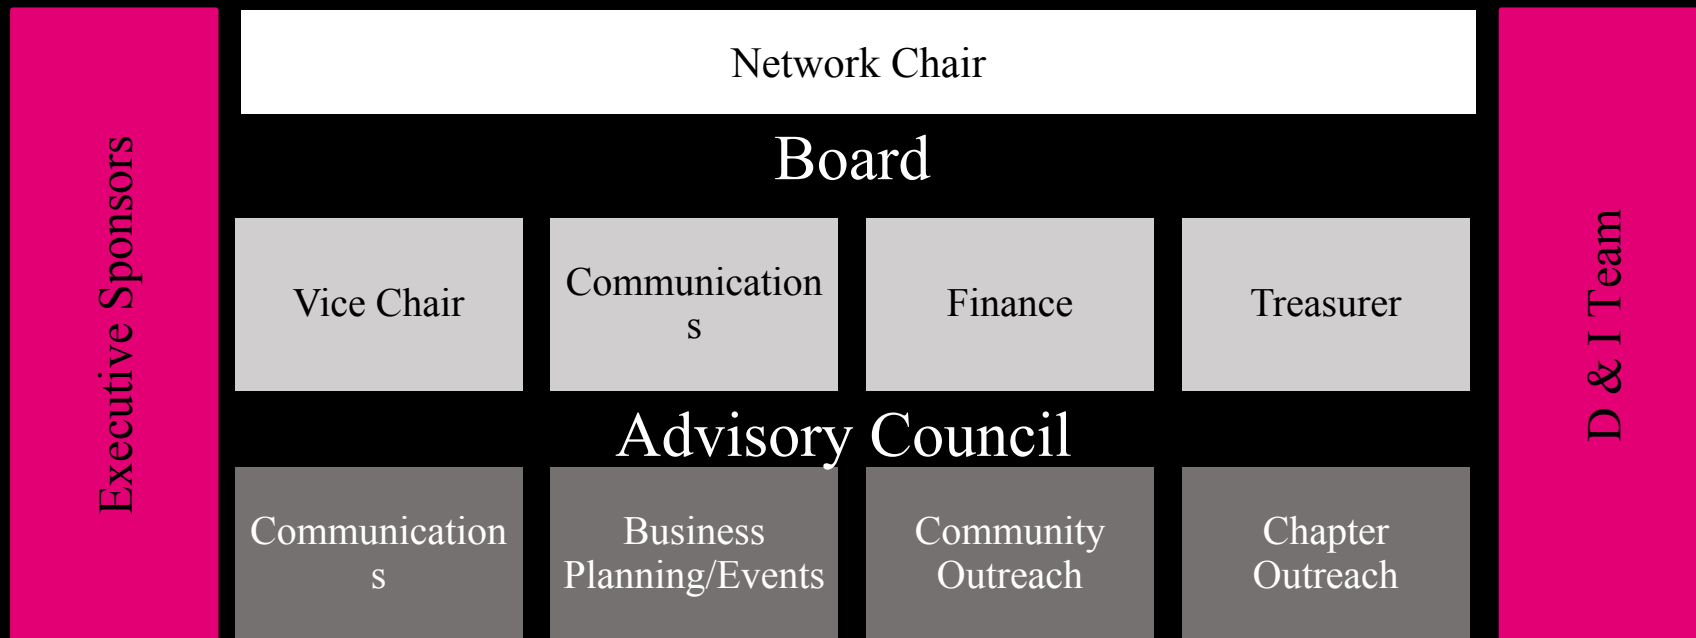 Executive Sponsors
Network Chair
Board
Vice Chair
Communication
s
Finance
Treasurer
Advisory Council
Communication
s
Business
Planning/Events
Community
Outreach
Chapter
Outreach
D & I Team